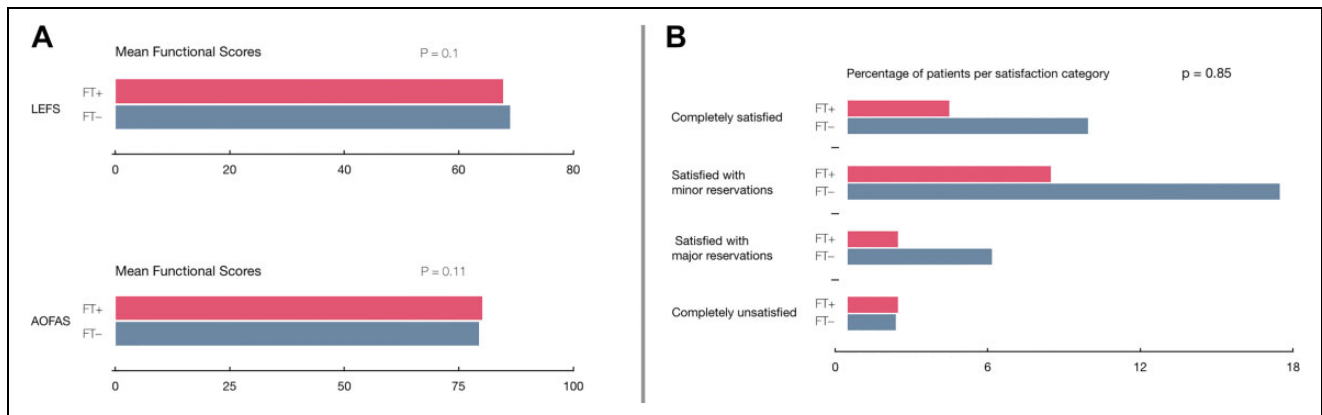 A
Mean Functional Scores P = 0.1
FT+
LEFS
FT–
0 20 40 60 80
Mean Functional Scores P = 0.11
FT+
AOFAS
FT–
0 25 50 75 100
B
Percentage of patients per satisfaction category p = 0.85
FT+
Completely satisfied
FT–
FT+
Satisfied with
minor reservations
FT–
FT+
Satisfied with
major reservations
FT–
FT+
Completely unsatisfied
FT–
0 6 12 18